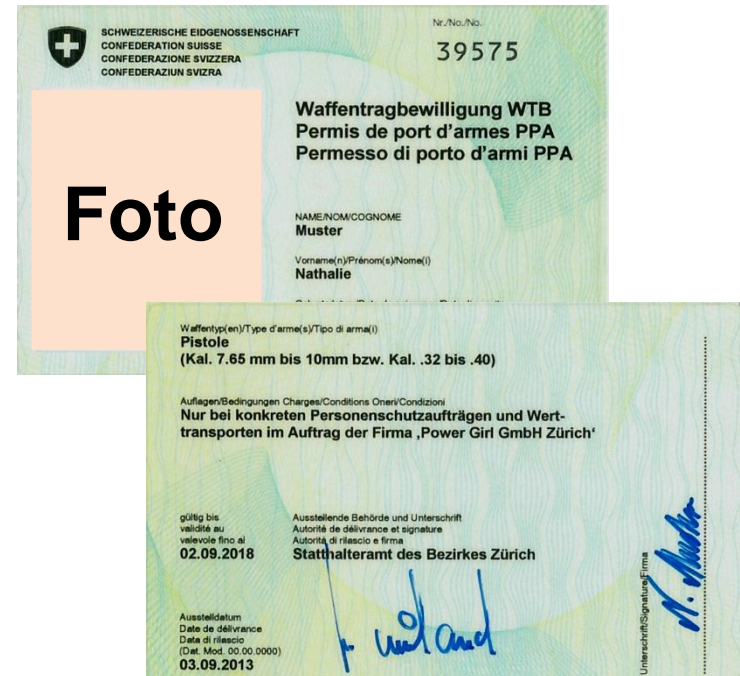 SCHWEIZERISCHE EIDGENOSSENSCHAFT
CONFEDERATION SUISSE
CONFEDERAZIONE SVIZZERA
CONFEDERAZIUN SVIZRA
Nr./No./No.
39575
Waffentragbewilligung WTB
Permis de port d'armes PPA
Permesso di porto d'armi PPA
Foto
NAME/NOM/COGNOME
Muster
Vorname(n)/Prénom(s)/Nome(i)
Nathalie
Waffentyp(en)/Type d'arme(s)/Tipo di arma(i)
Pistole
(Kal. 7.65 mm bis 10mm bzw. Kal. .32 bis .40)
Auflagen/Bedingungen Charges/Conditions Oneri/Condizioni
Nur bei konkreten Personenschutzaufträgen und Wert-
transporten im Auftrag der Firma ‚Power Girl GmbH Zürich'
gültig bis
validité au
valevole fino al
02.09.2018
Ausstellende Behörde und Unterschrift
Autorité de délivrance et signature
Autorità di rilascio e firma
Statthalteramt des Bezirkes Zürich
Ausstelldatum
Date de délivrance
Data di rilascio
(Dat. Mod. 00.00.0000)
03.09.2013
Unterschrift/Signature/Firma
N. Muster